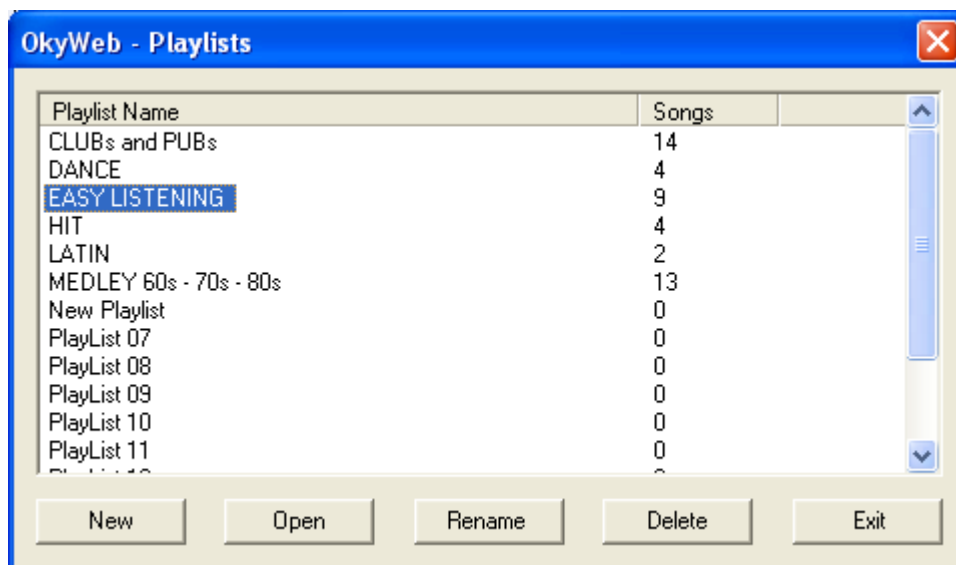 OkyWeb - Playlists
Playlist Name Songs
CLUBs and PUBs 14
DANCE 4
EASY LISTENING 9
HIT 4
LATIN 2
MEDLEY 60s - 70s - 80s 13
New Playlist 0
PlayList 07 0
PlayList 08 0
PlayList 09 0
PlayList 10 0
PlayList 11 0
New Open Rename Delete Exit